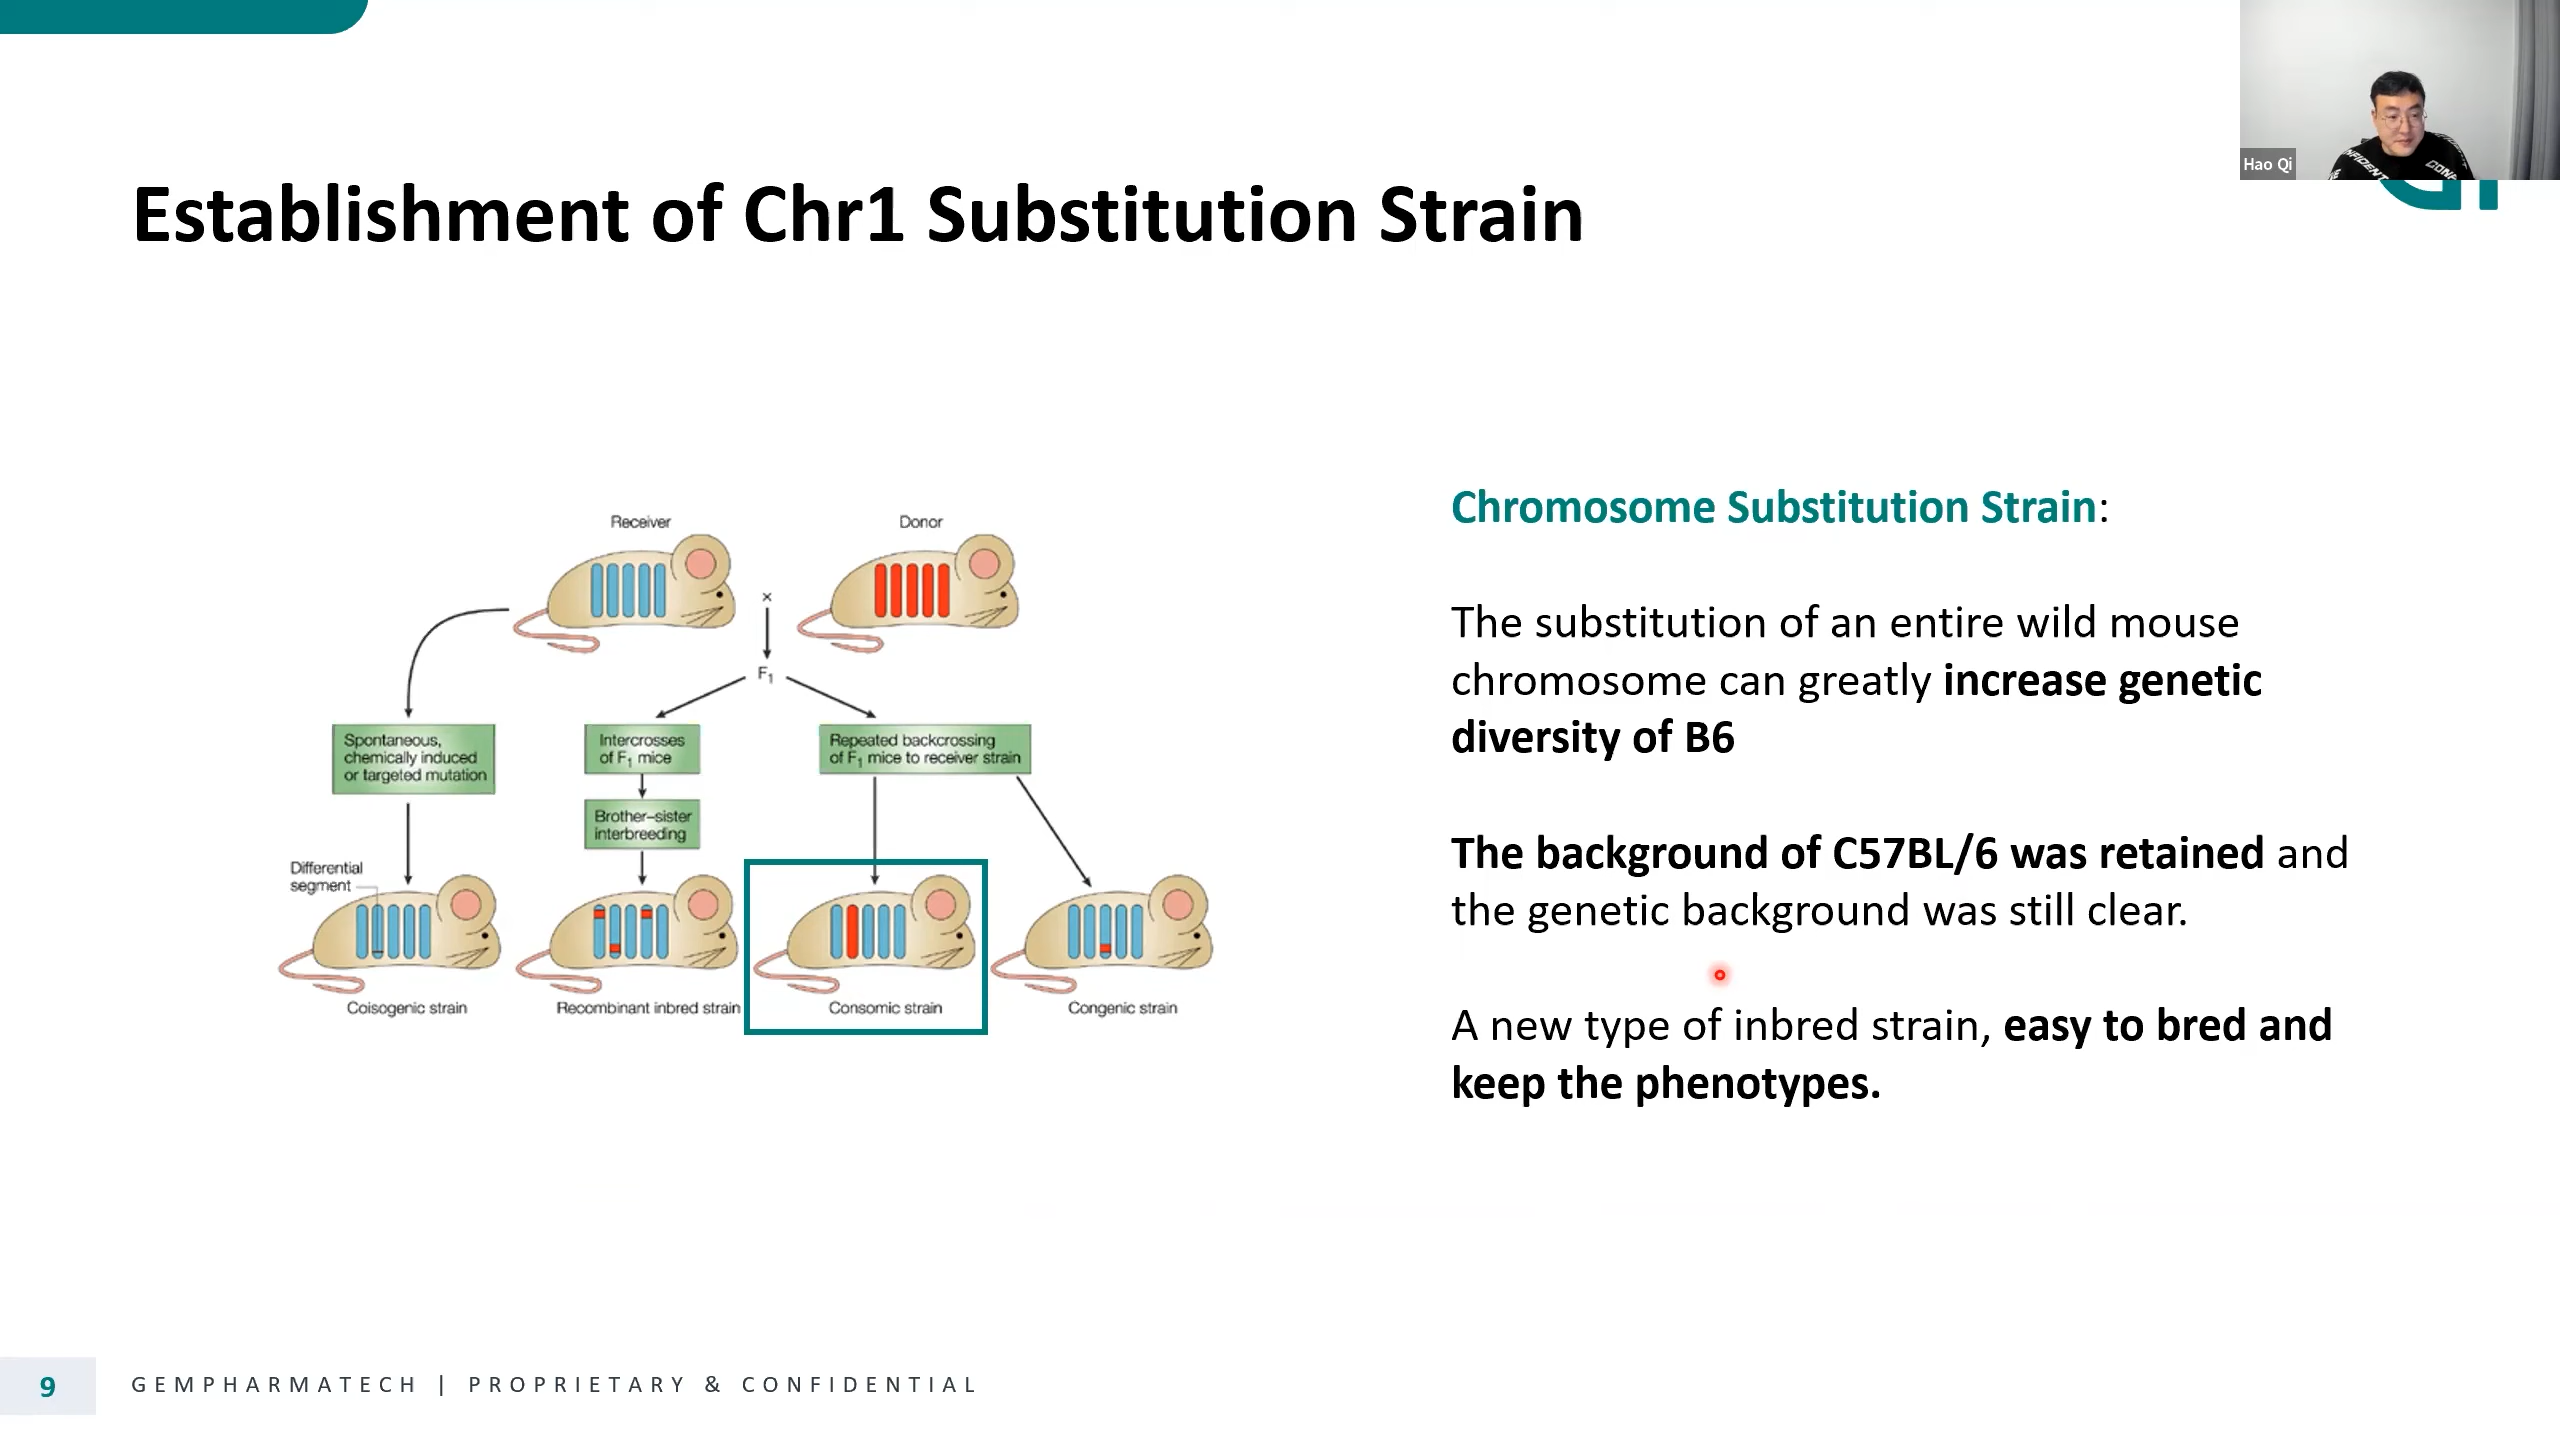 Hao Qi
Establishment of Chr1 Substitution Strain
Receiver
Donor
×
F1
Spontaneous,
chemically induced
or targeted mutation
Intercrosses
of F1 mice
Repeated backcrossing
of F1 mice to receiver strain
Brother–sister
interbreeding
Differential
segment
Coisogenic strain
Recombinant inbred strain
Consomic strain
Congenic strain
Chromosome Substitution Strain:
The substitution of an entire wild mouse
chromosome can greatly increase genetic
diversity of B6
The background of C57BL/6 was retained and
the genetic background was still clear.
A new type of inbred strain, easy to bred and
keep the phenotypes.
9
GEMPHARMATECH | PROPRIETARY & CONFIDENTIAL